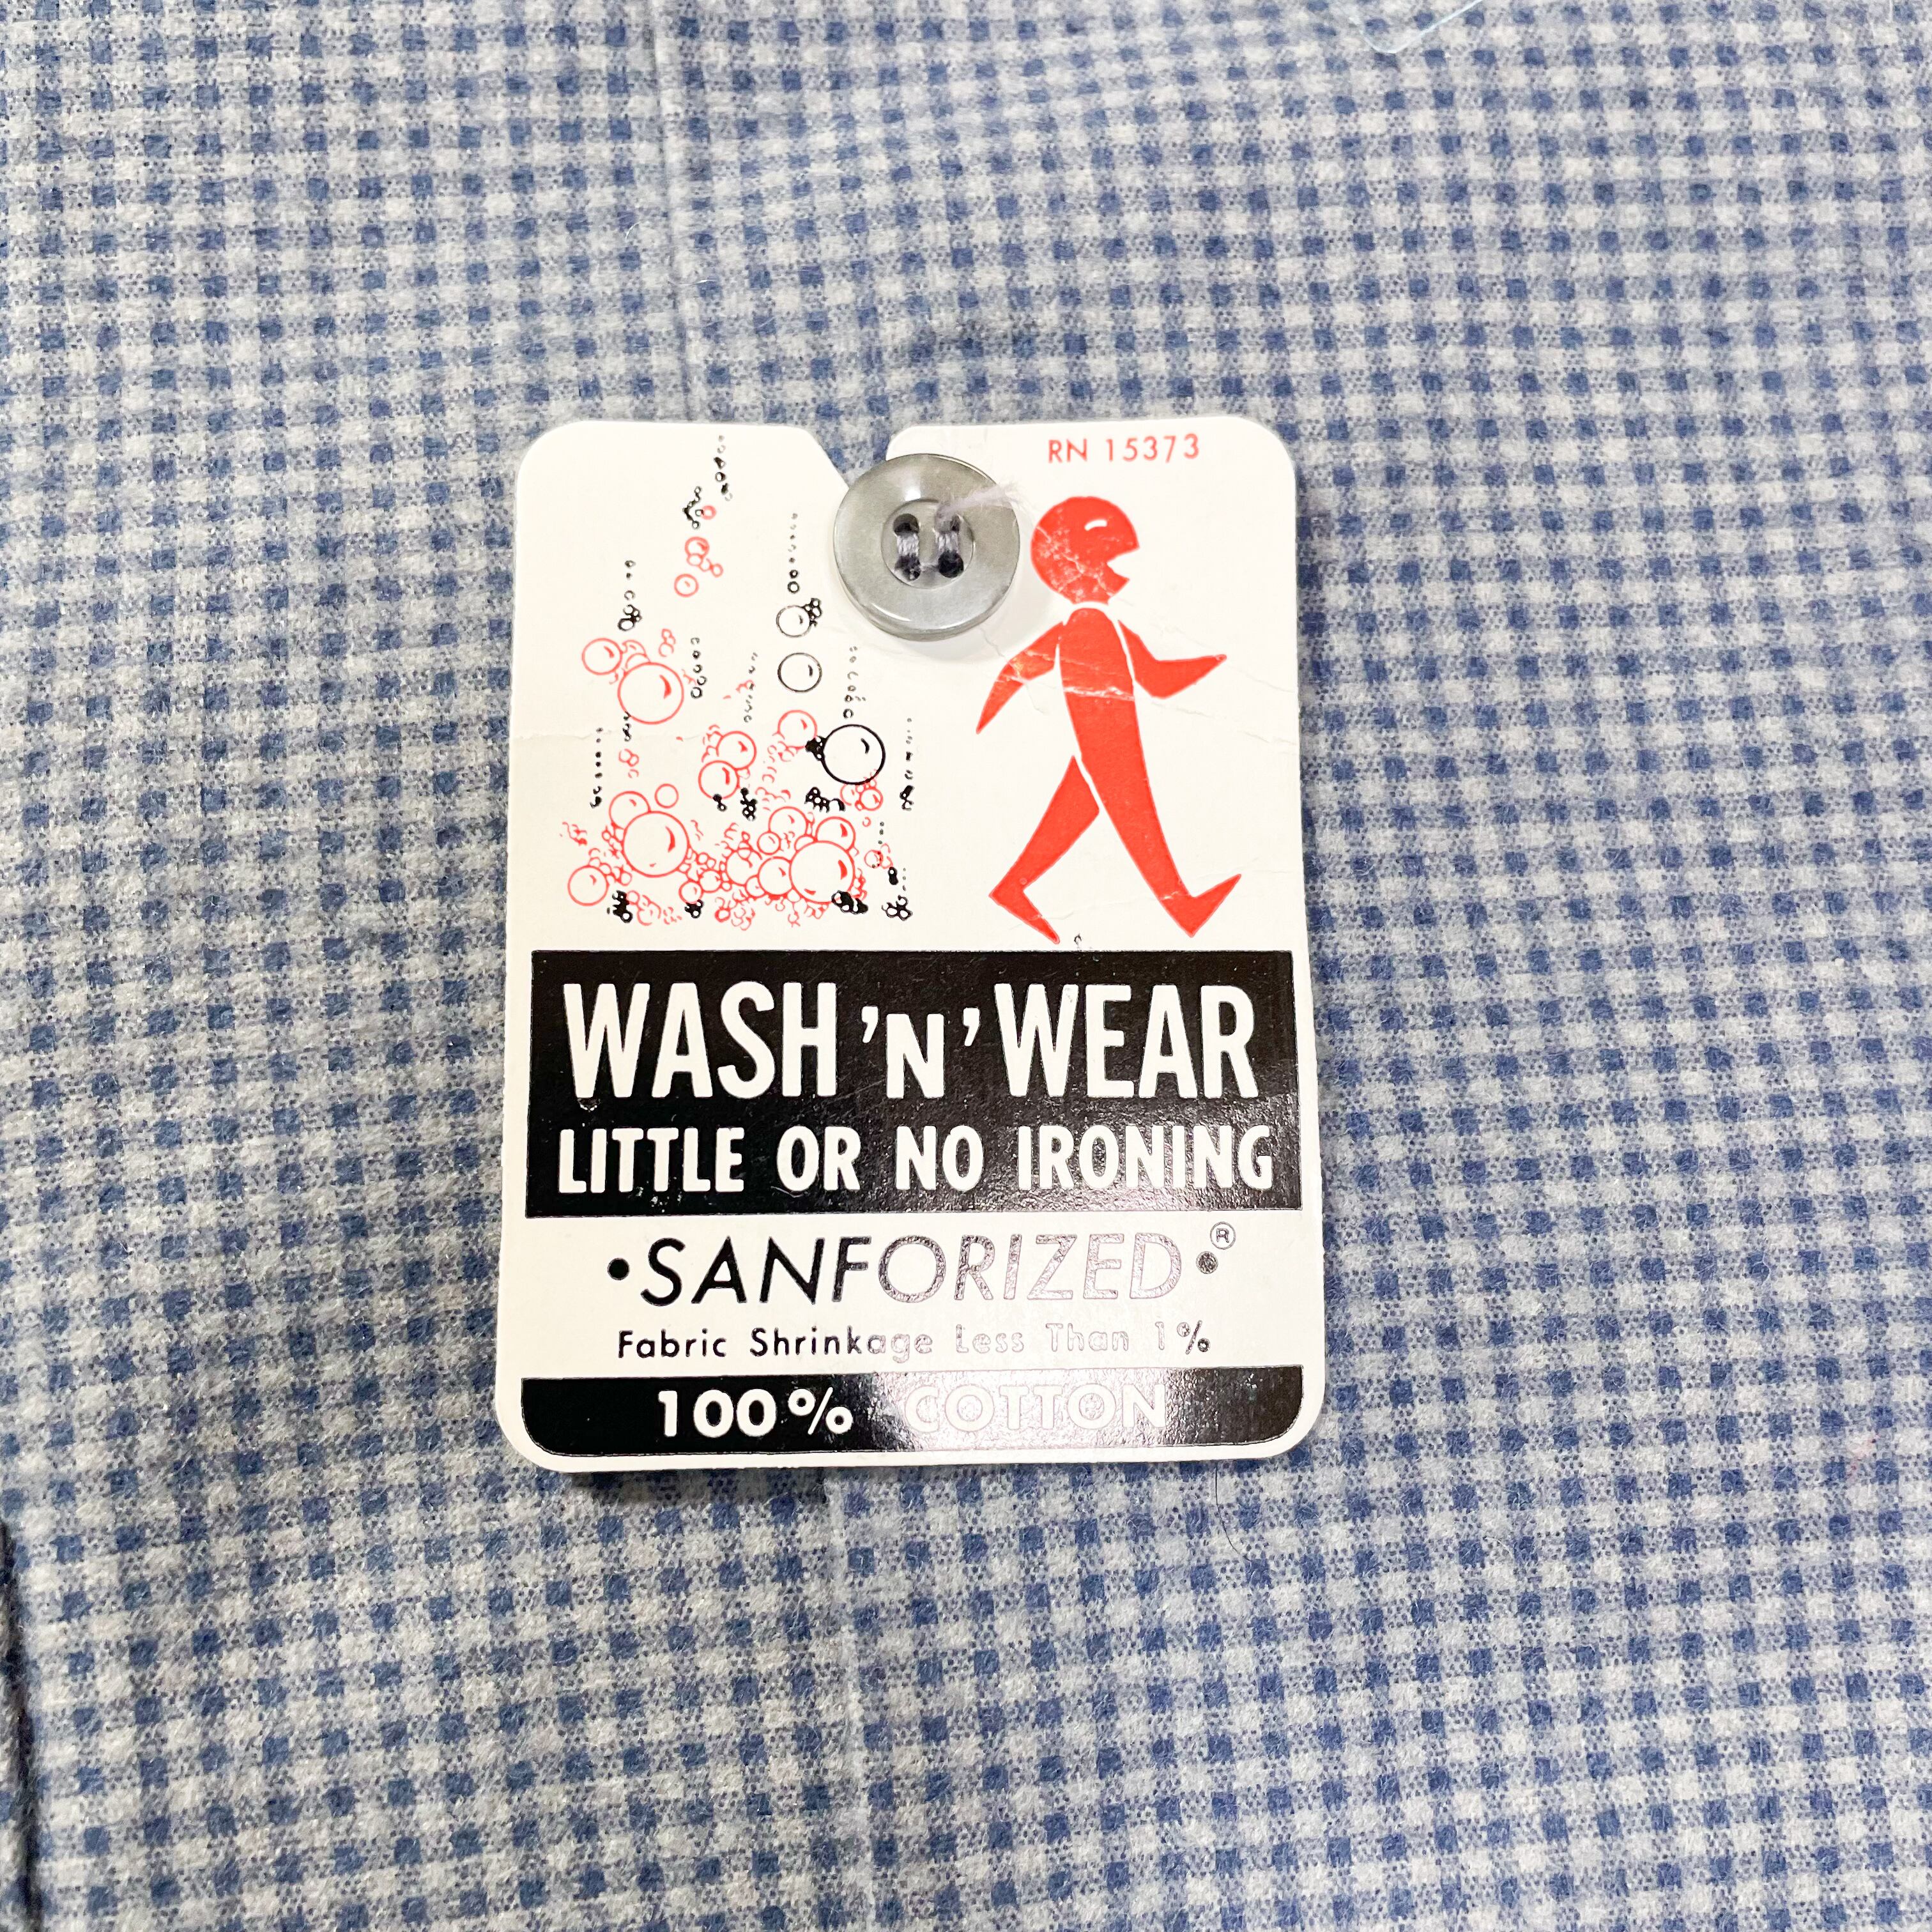 RN 15373
WASH 'N' WEAR
LITTLE OR NO IRONING
•SANFORIZED•®
Fabric Shrinkage Less Than 1%
100% COTTON